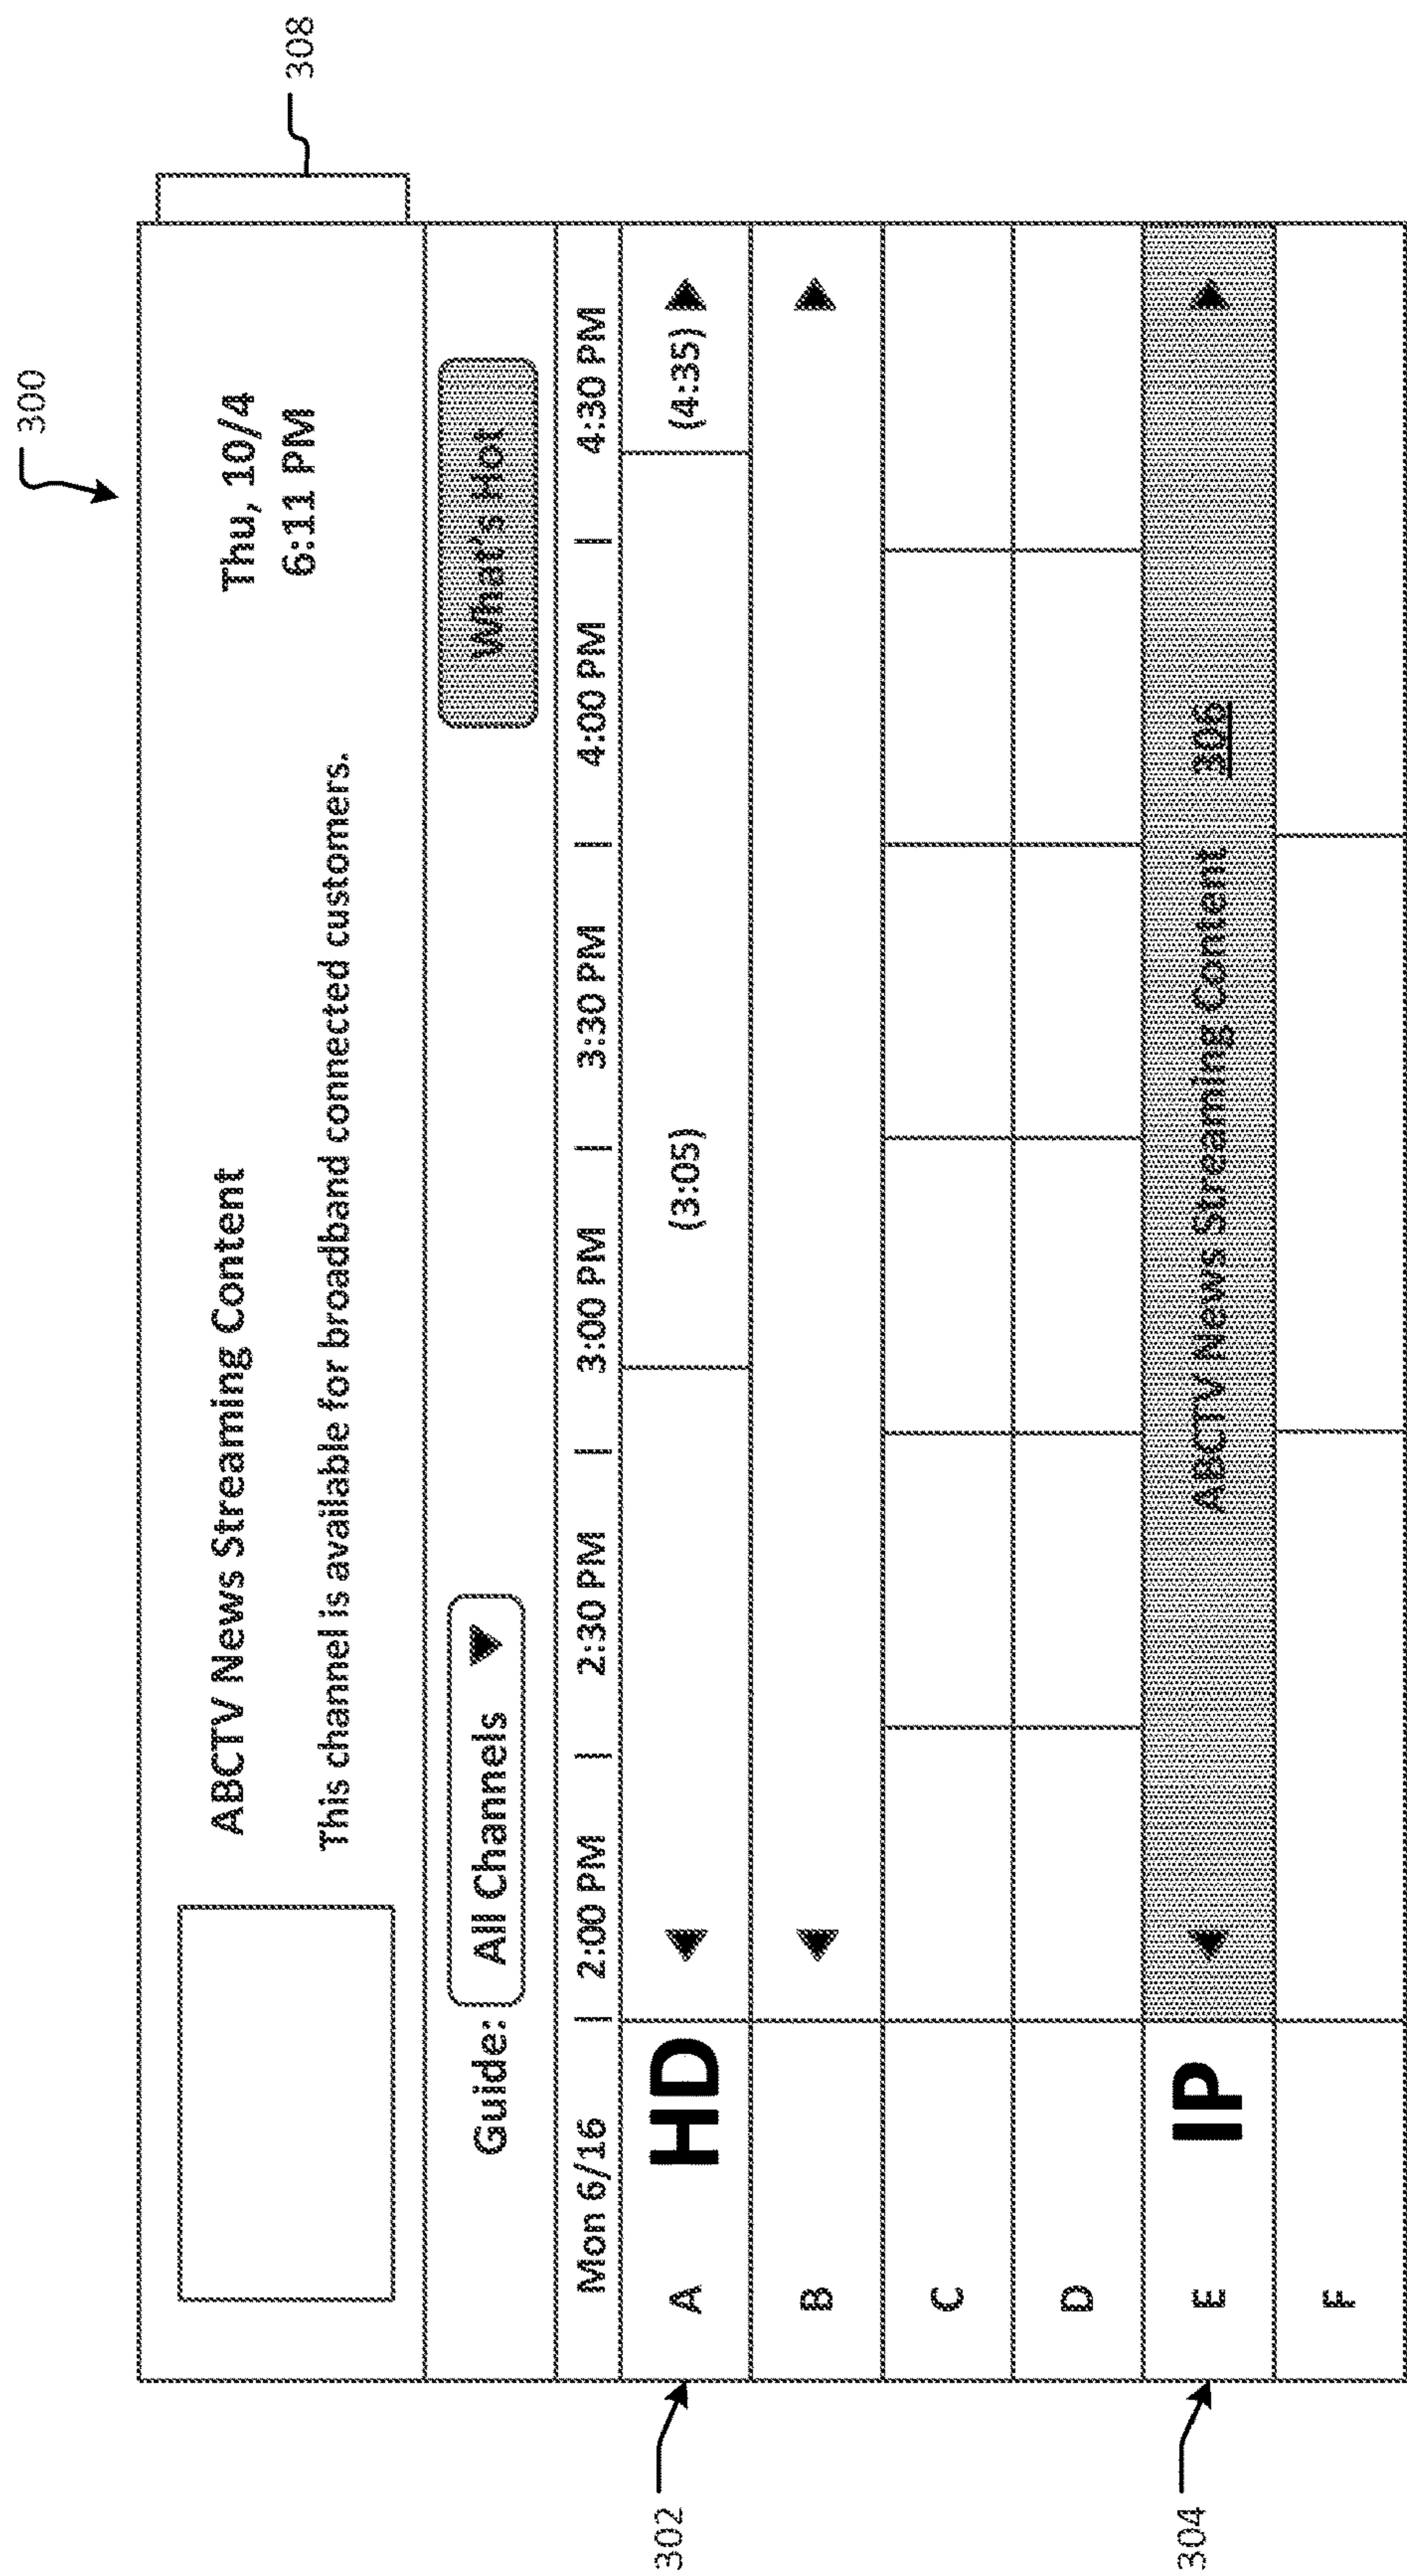 300
308
ABCTV News Streaming Content
Thu, 10/4
6:11 PM
This channel is available for broadband connected customers.
Guide: All Channels
What's Hot
Mon 6/16 | 2:00 PM | 2:30 PM | 3:00 PM | 3:30 PM | 4:00 PM | 4:30 PM
302
A HD (3:05) (4:35)
B
C
D
304
E IP ABCTV News Streaming Content 306
F